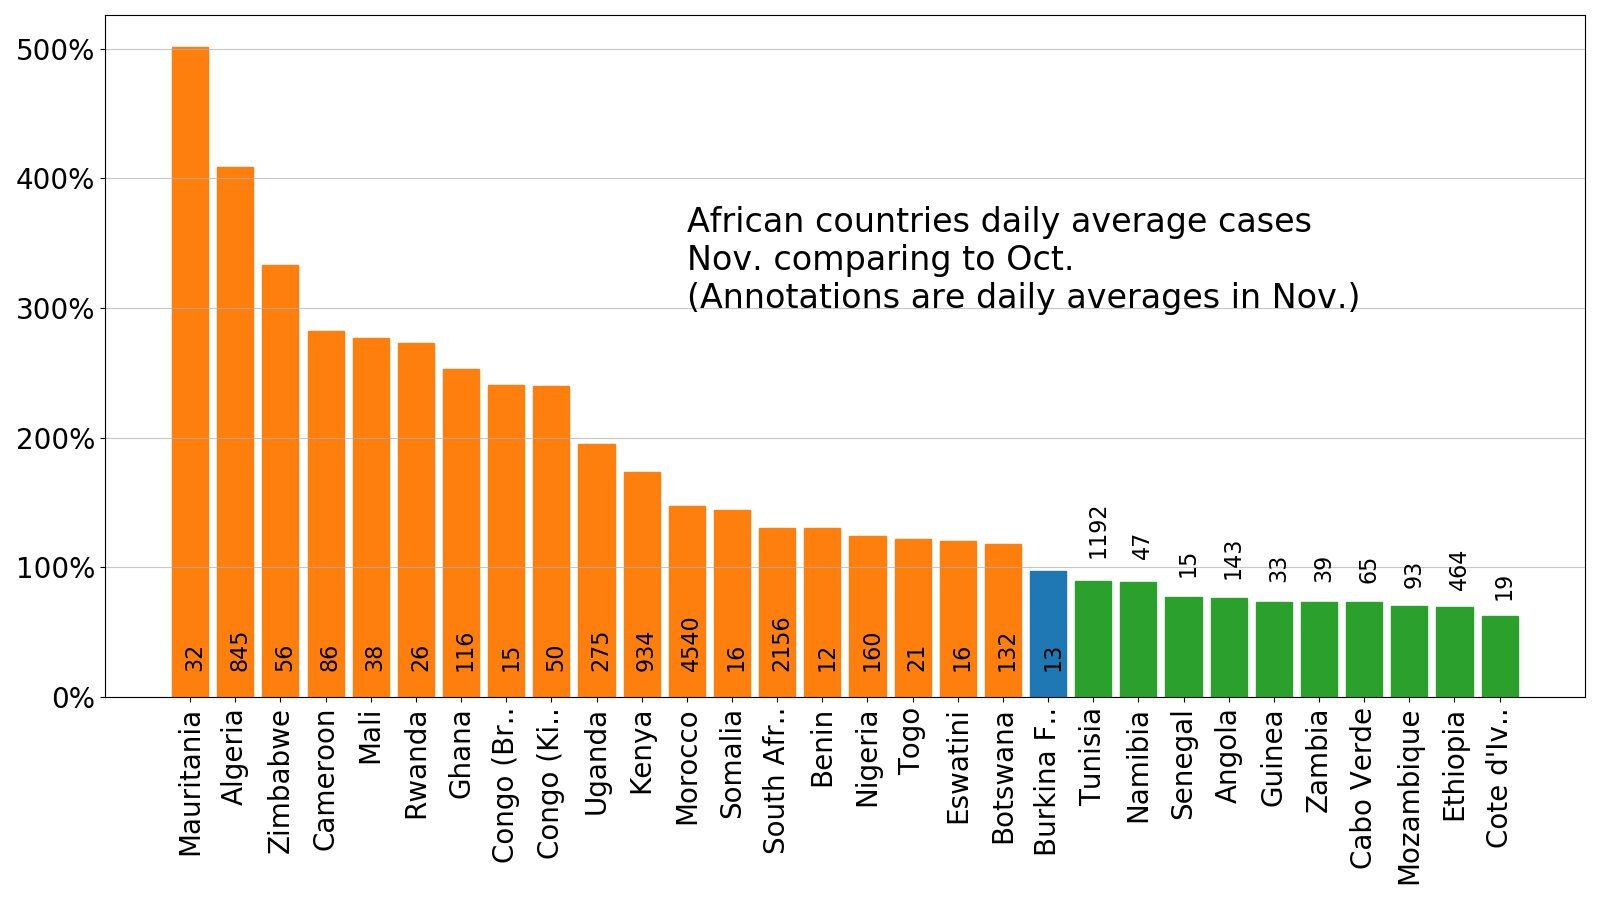 500%
400%
300%
200%
100%
0%
African countries daily average cases
Nov. comparing to Oct.
(Annotations are daily averages in Nov.)
32
845
56
86
38
26
116
15
50
275
934
4540
16
2156
12
160
21
16
132
13
1192
47
15
143
33
39
65
93
464
19
Mauritania
Algeria
Zimbabwe
Cameroon
Mali
Rwanda
Ghana
Congo (Br..
Congo (Ki..
Uganda
Kenya
Morocco
Somalia
South Afr..
Benin
Nigeria
Togo
Eswatini
Botswana
Burkina F..
Tunisia
Namibia
Senegal
Angola
Guinea
Zambia
Cabo Verde
Mozambique
Ethiopia
Cote d'Iv..